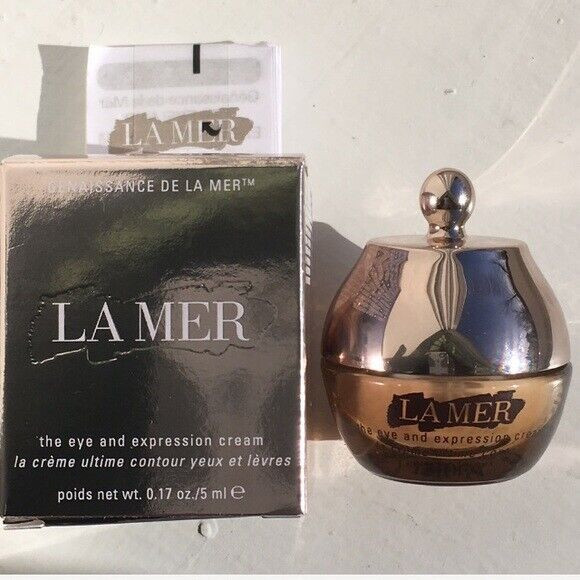 LA MER
GENAISSANCE DE LA MER™
LA MER
the eye and expression cream
la crème ultime contour yeux et lèvres
poids net wt. 0.17 oz./5 ml ℮
LA MER
the eye and expression cream